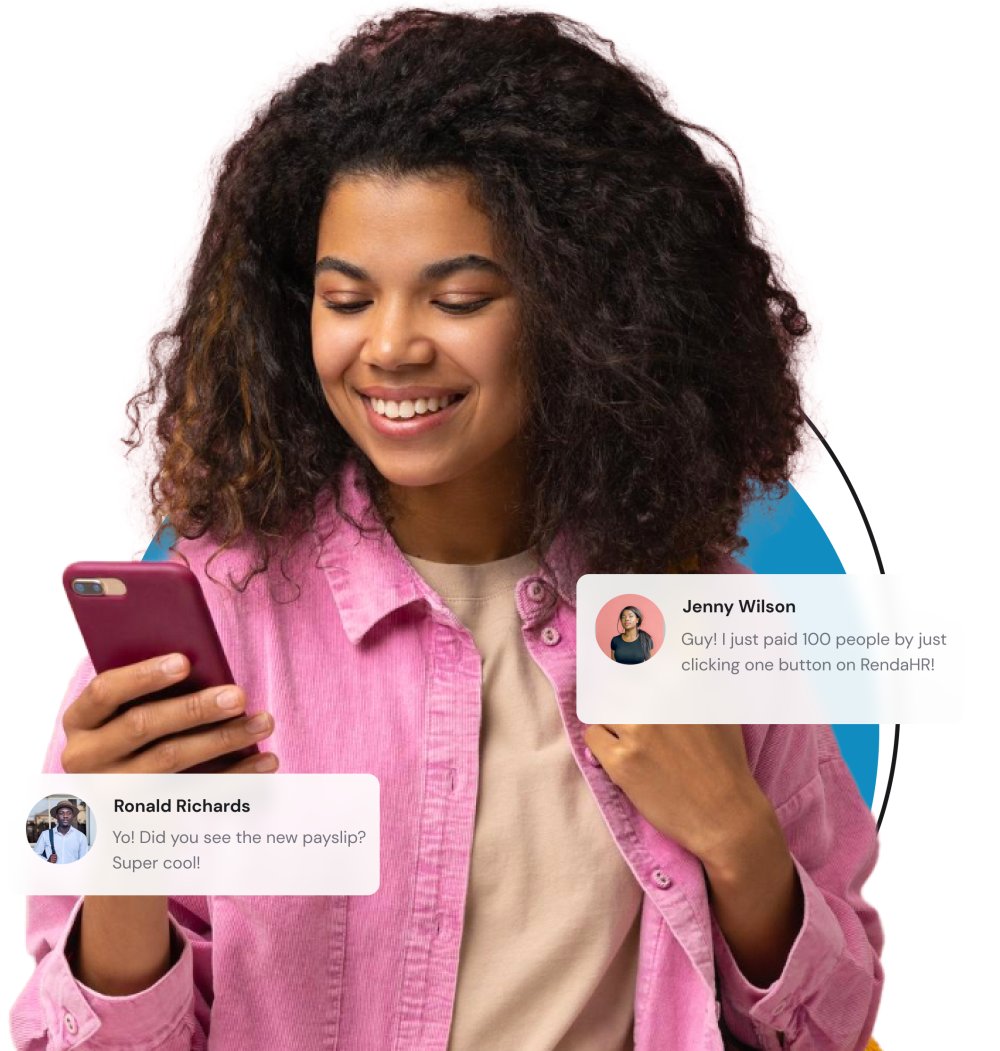 Jenny Wilson
Guy! I just paid 100 people by just
clicking one button on RendaHR!
Ronald Richards
Yo! Did you see the new payslip?
Super cool!